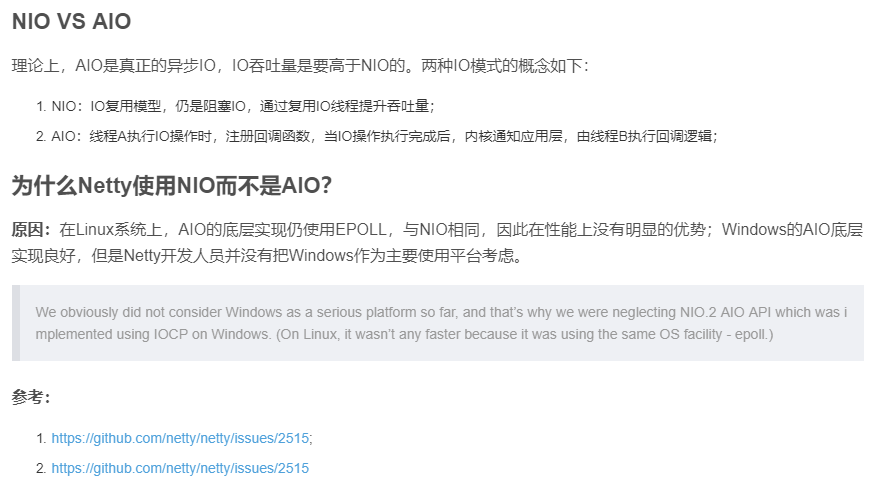 NIO VS AIO
理论上，AIO是真正的异步IO，IO吞吐量是要高于NIO的。两种IO模式的概念如下：
1. NIO：IO复用模型，仍是阻塞IO，通过复用IO线程提升吞吐量；
2. AIO：线程A执行IO操作时，注册回调函数，当IO操作执行完成后，内核通知应用层，由线程B执行回调逻辑；
为什么Netty使用NIO而不是AIO？
原因：在Linux系统上，AIO的底层实现仍使用EPOLL，与NIO相同，因此在性能上没有明显的优势；Windows的AIO底层
实现良好，但是Netty开发人员并没有把Windows作为主要使用平台考虑。
We obviously did not consider Windows as a serious platform so far, and that’s why we were neglecting NIO.2 AIO API which was i
mplemented using IOCP on Windows. (On Linux, it wasn’t any faster because it was using the same OS facility - epoll.)
参考：
1. https://github.com/netty/netty/issues/2515;
2. https://github.com/netty/netty/issues/2515